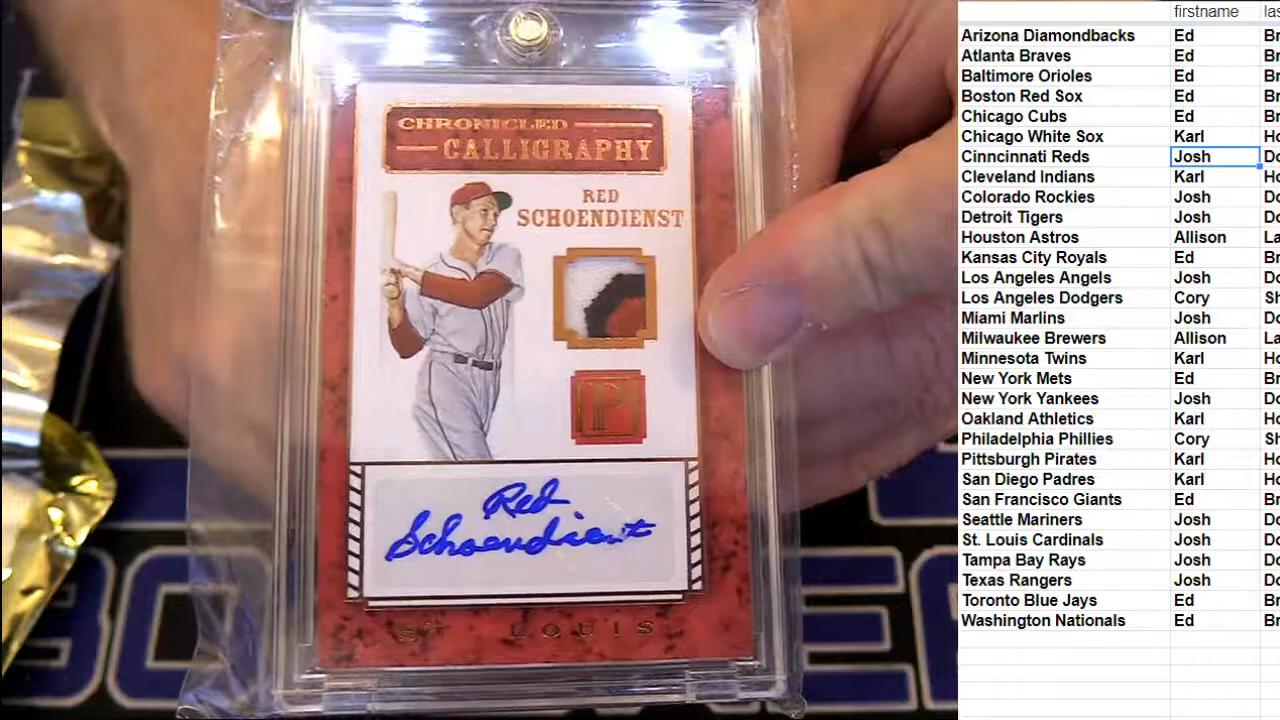 CHRONICLED
CALLIGRAPHY
RED
SCHOENDIENST
P
Red
Schoendienst
ST LOUIS
firstname
Arizona Diamondbacks Ed
Atlanta Braves Ed
Baltimore Orioles Ed
Boston Red Sox Ed
Chicago Cubs Ed
Chicago White Sox Karl
Cinncinnati Reds Josh
Cleveland Indians Karl
Colorado Rockies Josh
Detroit Tigers Josh
Houston Astros Allison
Kansas City Royals Ed
Los Angeles Angels Josh
Los Angeles Dodgers Cory
Miami Marlins Josh
Milwaukee Brewers Allison
Minnesota Twins Karl
New York Mets Ed
New York Yankees Josh
Oakland Athletics Karl
Philadelphia Phillies Cory
Pittsburgh Pirates Karl
San Diego Padres Karl
San Francisco Giants Ed
Seattle Mariners Josh
St. Louis Cardinals Josh
Tampa Bay Rays Josh
Texas Rangers Josh
Toronto Blue Jays Ed
Washington Nationals Ed